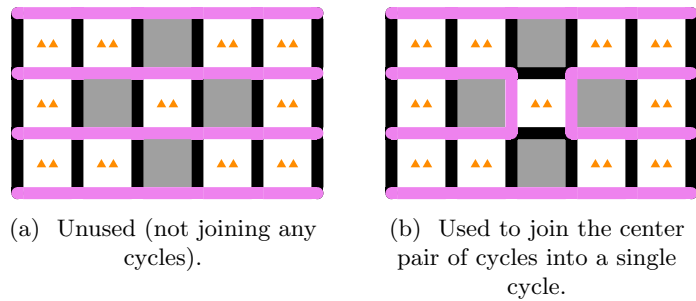 (a) Unused (not joining any
cycles).
(b) Used to join the center
pair of cycles into a single
cycle.